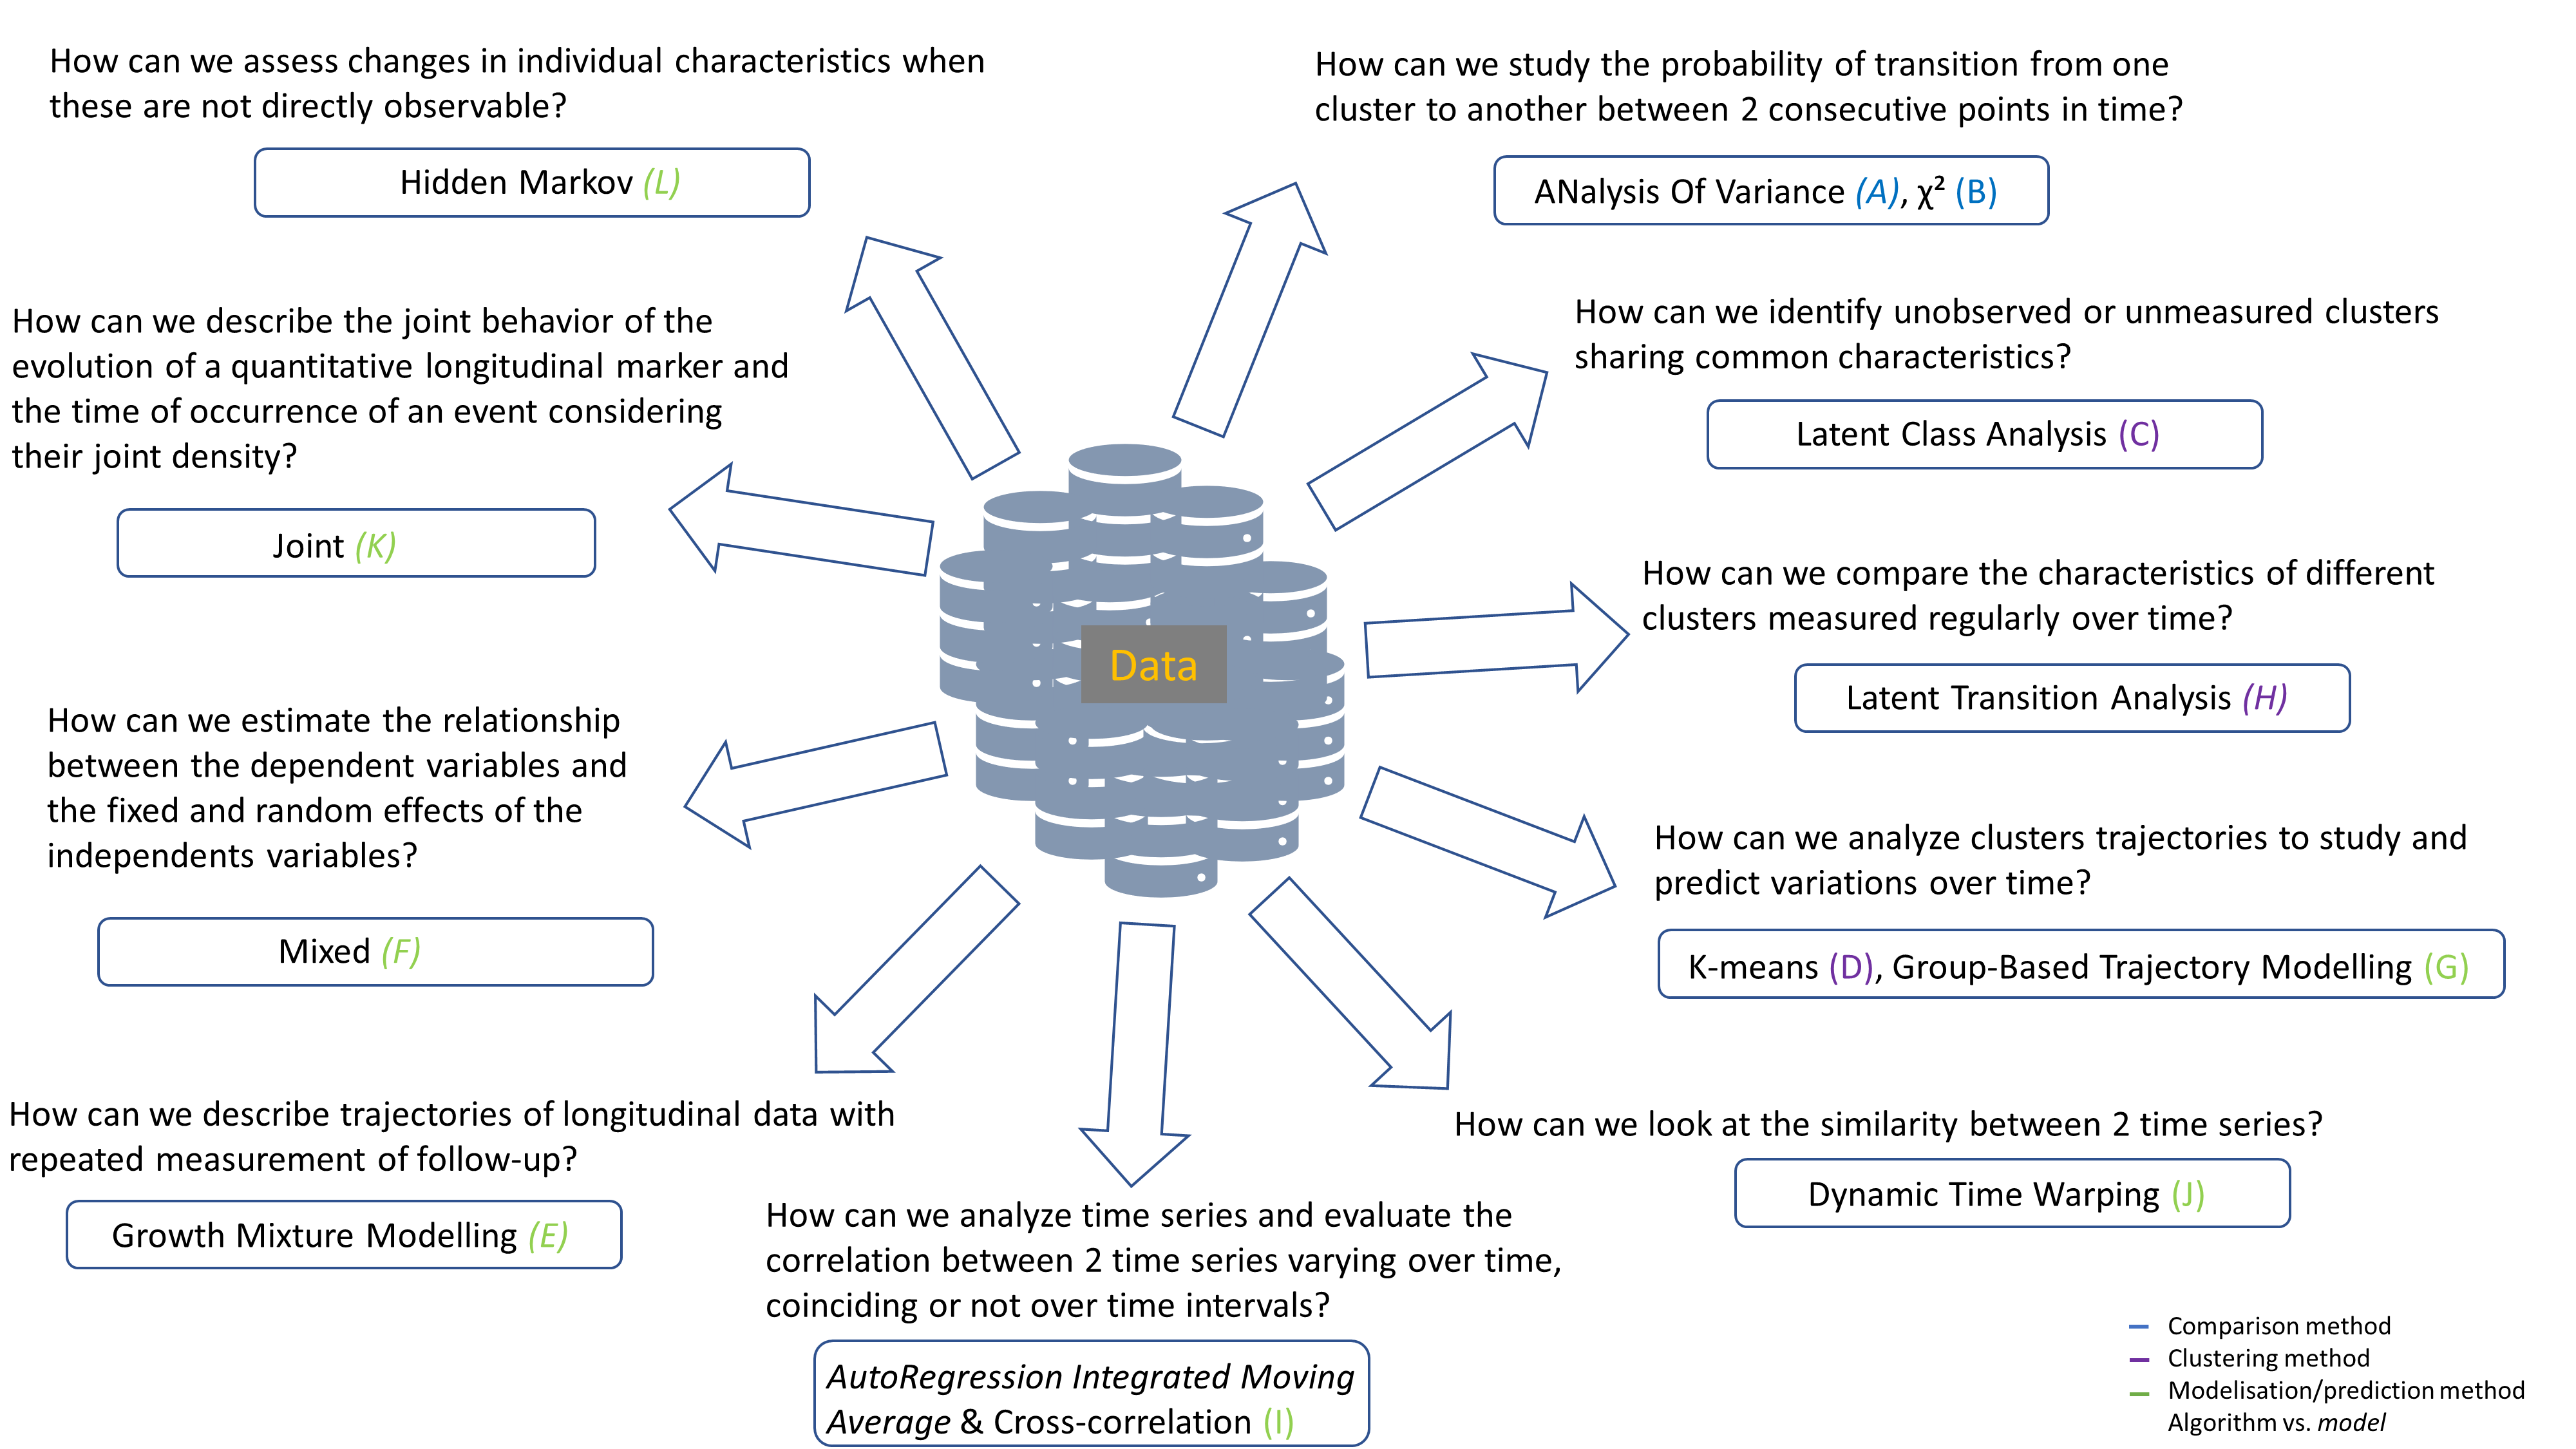 How can we assess changes in individual characteristics when
these are not directly observable?
Hidden Markov (L)
How can we study the probability of transition from one
cluster to another between 2 consecutive points in time?
ANalysis Of Variance (A), χ² (B)
How can we describe the joint behavior of the
evolution of a quantitative longitudinal marker and
the time of occurrence of an event considering
their joint density?
Joint (K)
How can we identify unobserved or unmeasured clusters
sharing common characteristics?
Latent Class Analysis (C)
How can we compare the characteristics of different
clusters measured regularly over time?
Latent Transition Analysis (H)
Data
How can we estimate the relationship
between the dependent variables and
the fixed and random effects of the
independents variables?
Mixed (F)
How can we analyze clusters trajectories to study and
predict variations over time?
K-means (D), Group-Based Trajectory Modelling (G)
How can we describe trajectories of longitudinal data with
repeated measurement of follow-up?
Growth Mixture Modelling (E)
How can we analyze time series and evaluate the
correlation between 2 time series varying over time,
coinciding or not over time intervals?
AutoRegression Integrated Moving
Average & Cross-correlation (I)
How can we look at the similarity between 2 time series?
Dynamic Time Warping (J)
Comparison method
Clustering method
Modelisation/prediction method
Algorithm vs. model